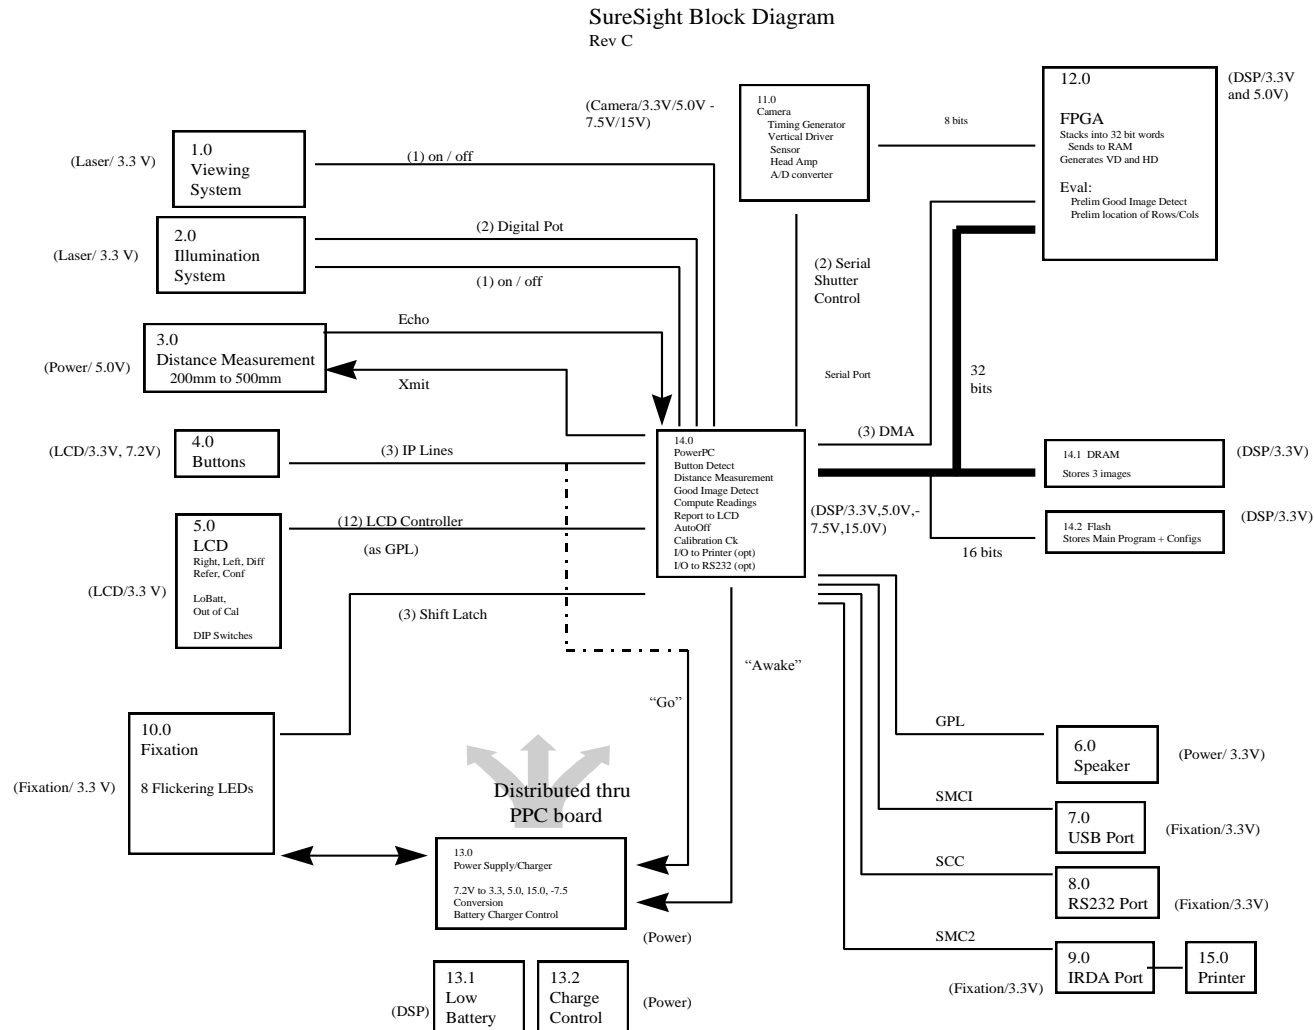 SureSight Block Diagram
Rev C
(Camera/3.3V/5.0V -
7.5V/15V)
11.0
Camera
Timing Generator
Vertical Driver
Sensor
Head Amp
A/D converter
8 bits
12.0
FPGA
Stacks into 32 bit words
Sends to RAM
Generates VD and HD
Eval:
Prelim Good Image Detect
Prelim location of Rows/Cols
(DSP/3.3V
and 5.0V)
(Laser/ 3.3 V)
1.0
Viewing
System
(1) on / off
(Laser/ 3.3 V)
2.0
Illumination
System
(2) Digital Pot
(1) on / off
(2) Serial
Shutter
Control
Serial Port
(Power/ 5.0V)
3.0
Distance Measurement
200mm to 500mm
Echo
Xmit
32
bits
(LCD/3.3V, 7.2V)
4.0
Buttons
(3) IP Lines
14.0
PowerPC
Button Detect
Distance Measurement
Good Image Detect
Compute Readings
Report to LCD
AutoOff
Calibration Ck
I/O to Printer (opt)
I/O to RS232 (opt)
(3) DMA
(DSP/3.3V,5.0V,-
7.5V,15.0V)
14.1 DRAM
Stores 3 images
(DSP/3.3V)
14.2 Flash
Stores Main Program + Configs
(DSP/3.3V)
16 bits
(LCD/3.3 V)
5.0
LCD
Right, Left, Diff
Refer, Conf
LoBatt,
Out of Cal
DIP Switches
(12) LCD Controller
(as GPL)
(3) Shift Latch
“Awake”
“Go”
(Fixation/ 3.3 V)
10.0
Fixation
8 Flickering LEDs
Distributed thru
PPC board
13.0
Power Supply/Charger
7.2V to 3.3, 5.0, 15.0, -7.5
Conversion
Battery Charger Control
(Power)
(DSP)
13.1
Low
Battery
13.2
Charge
Control
(Power)
GPL
6.0
Speaker
(Power/ 3.3V)
SMCI
7.0
USB Port
(Fixation/3.3V)
SCC
8.0
RS232 Port
(Fixation/3.3V)
SMC2
9.0
IRDA Port
(Fixation/3.3V)
15.0
Printer